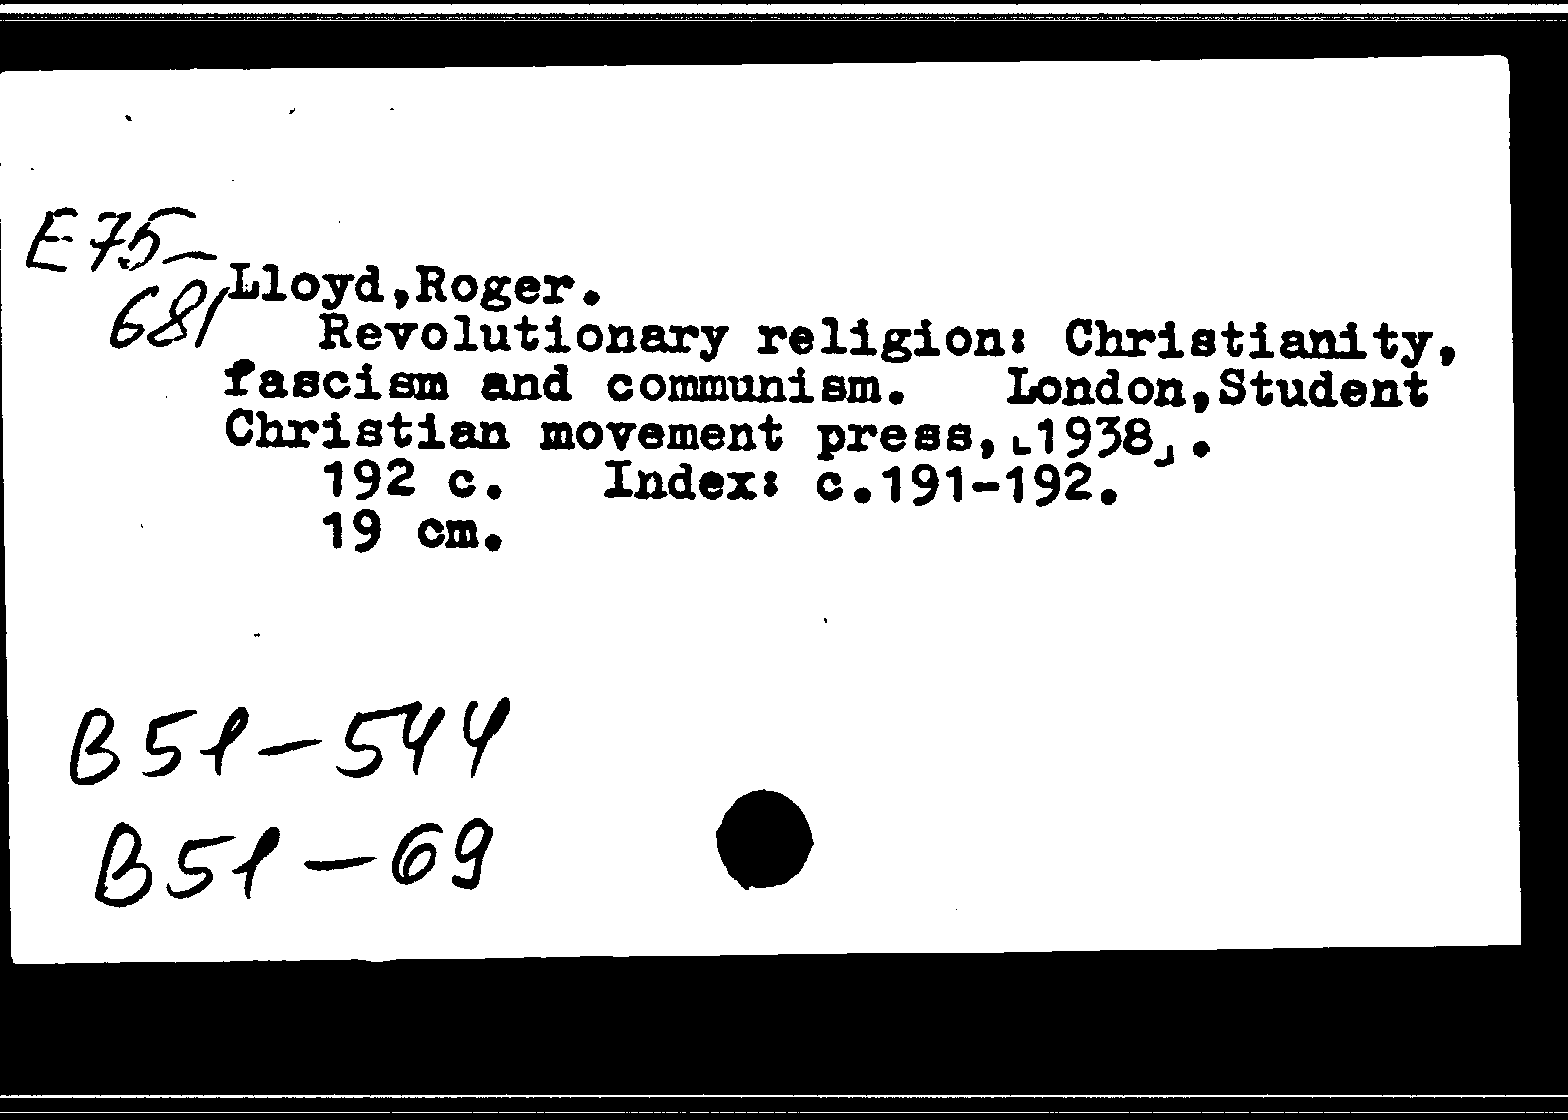 E75-
681
Lloyd,Roger.
Revolutionary religion: Christianity,
fascism and communism. London,Student
Christian movement press,⌞1938⌟.
192 c. Index: c.191-192.
19 cm.
B51-544
B51-69